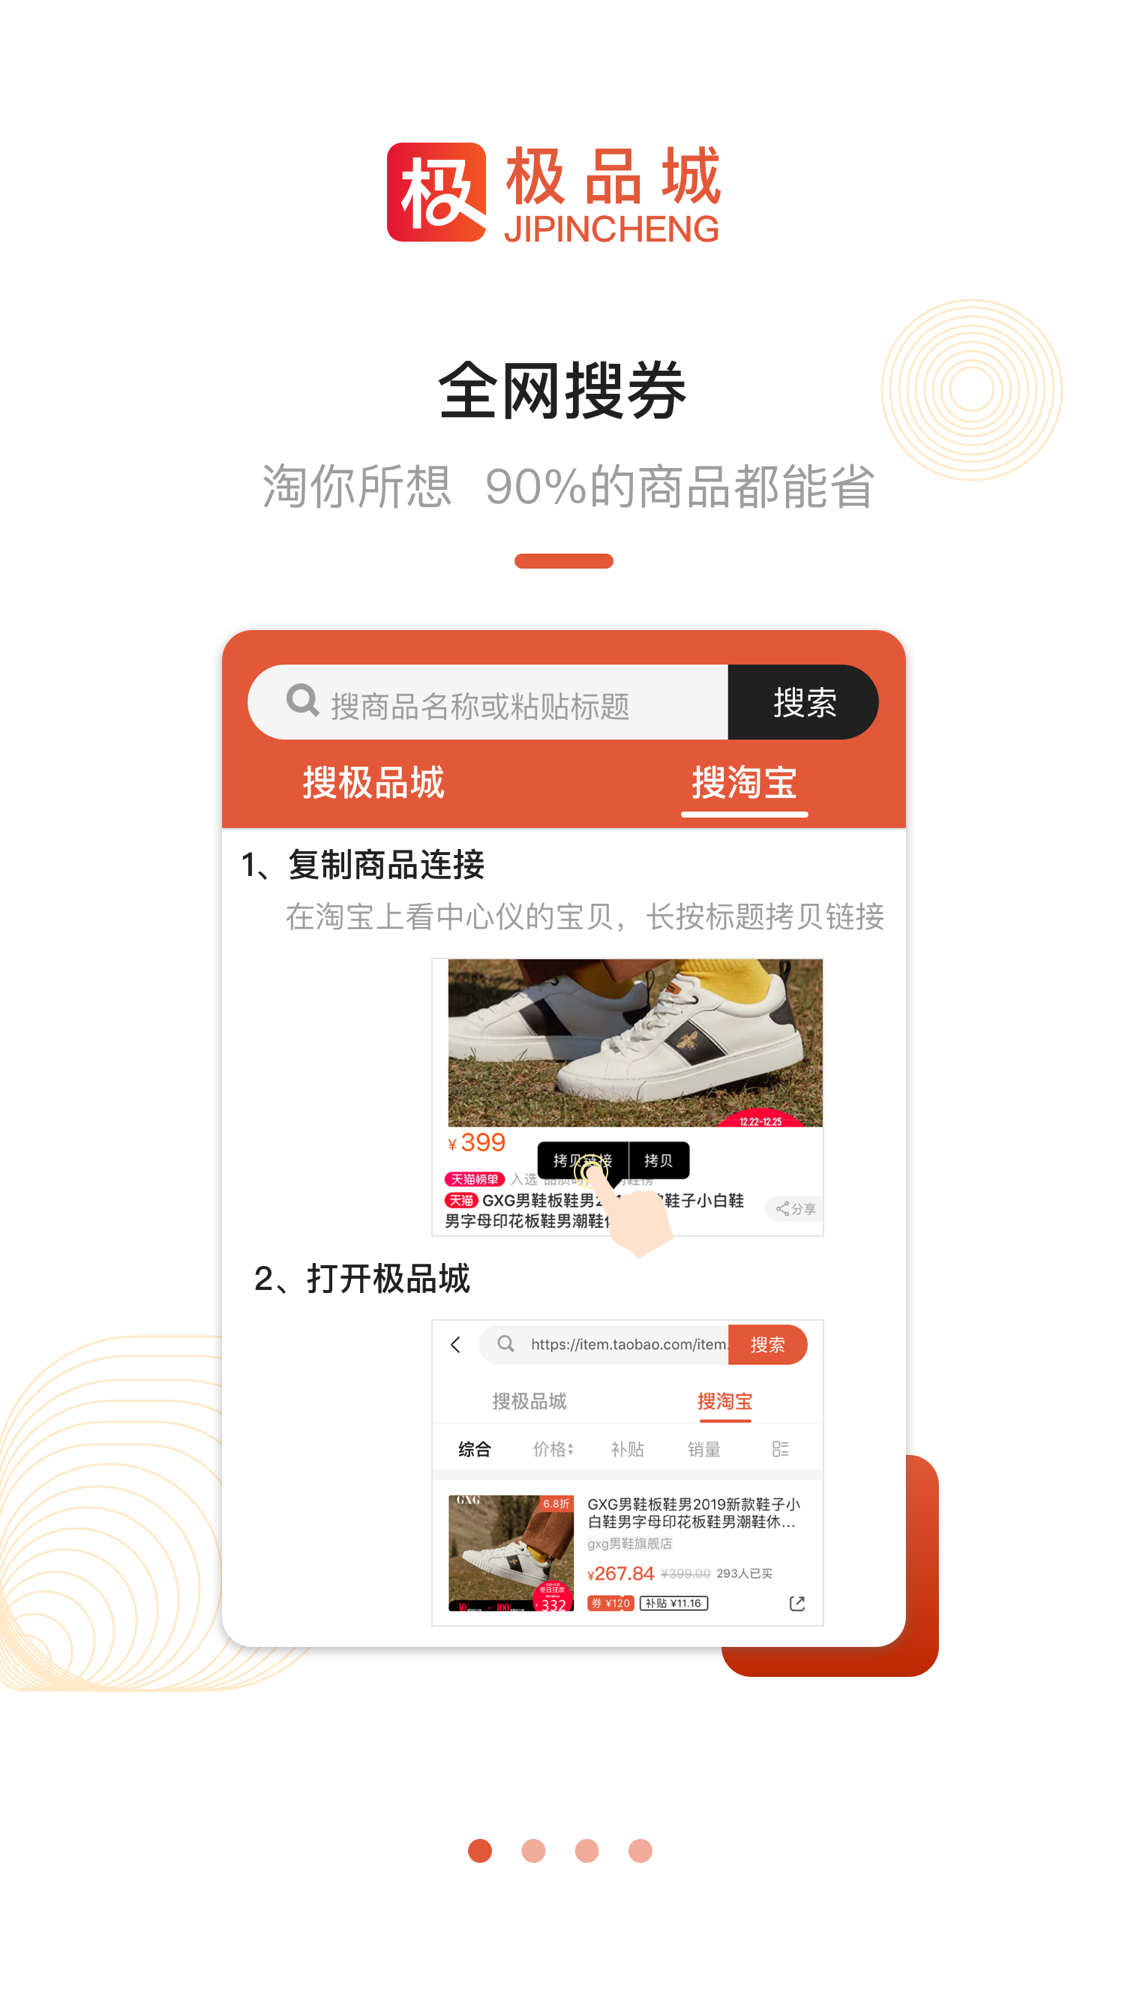 极
极品城
JIPINCHENG
全网搜券
淘你所想 90%的商品都能省
搜商品名称或粘贴标题 搜索
搜极品城 搜淘宝
1、复制商品连接
在淘宝上看中心仪的宝贝，长按标题拷贝链接
12.22-12.25
¥399
拷贝链接 拷贝
天猫榜单 入选
天猫 GXG男鞋板鞋男2 鞋子小白鞋
男字母印花板鞋男潮鞋休
分享
2、打开极品城
https://item.taobao.com/item. 搜索
搜极品城 搜淘宝
综合 价格 补贴 销量
GXG
6.8折
332
GXG男鞋板鞋男2019新款鞋子小
白鞋男字母印花板鞋男潮鞋休...
gxg男鞋旗舰店
¥267.84 ¥399.00 293人已买
券 ¥120 补贴 ¥11.16